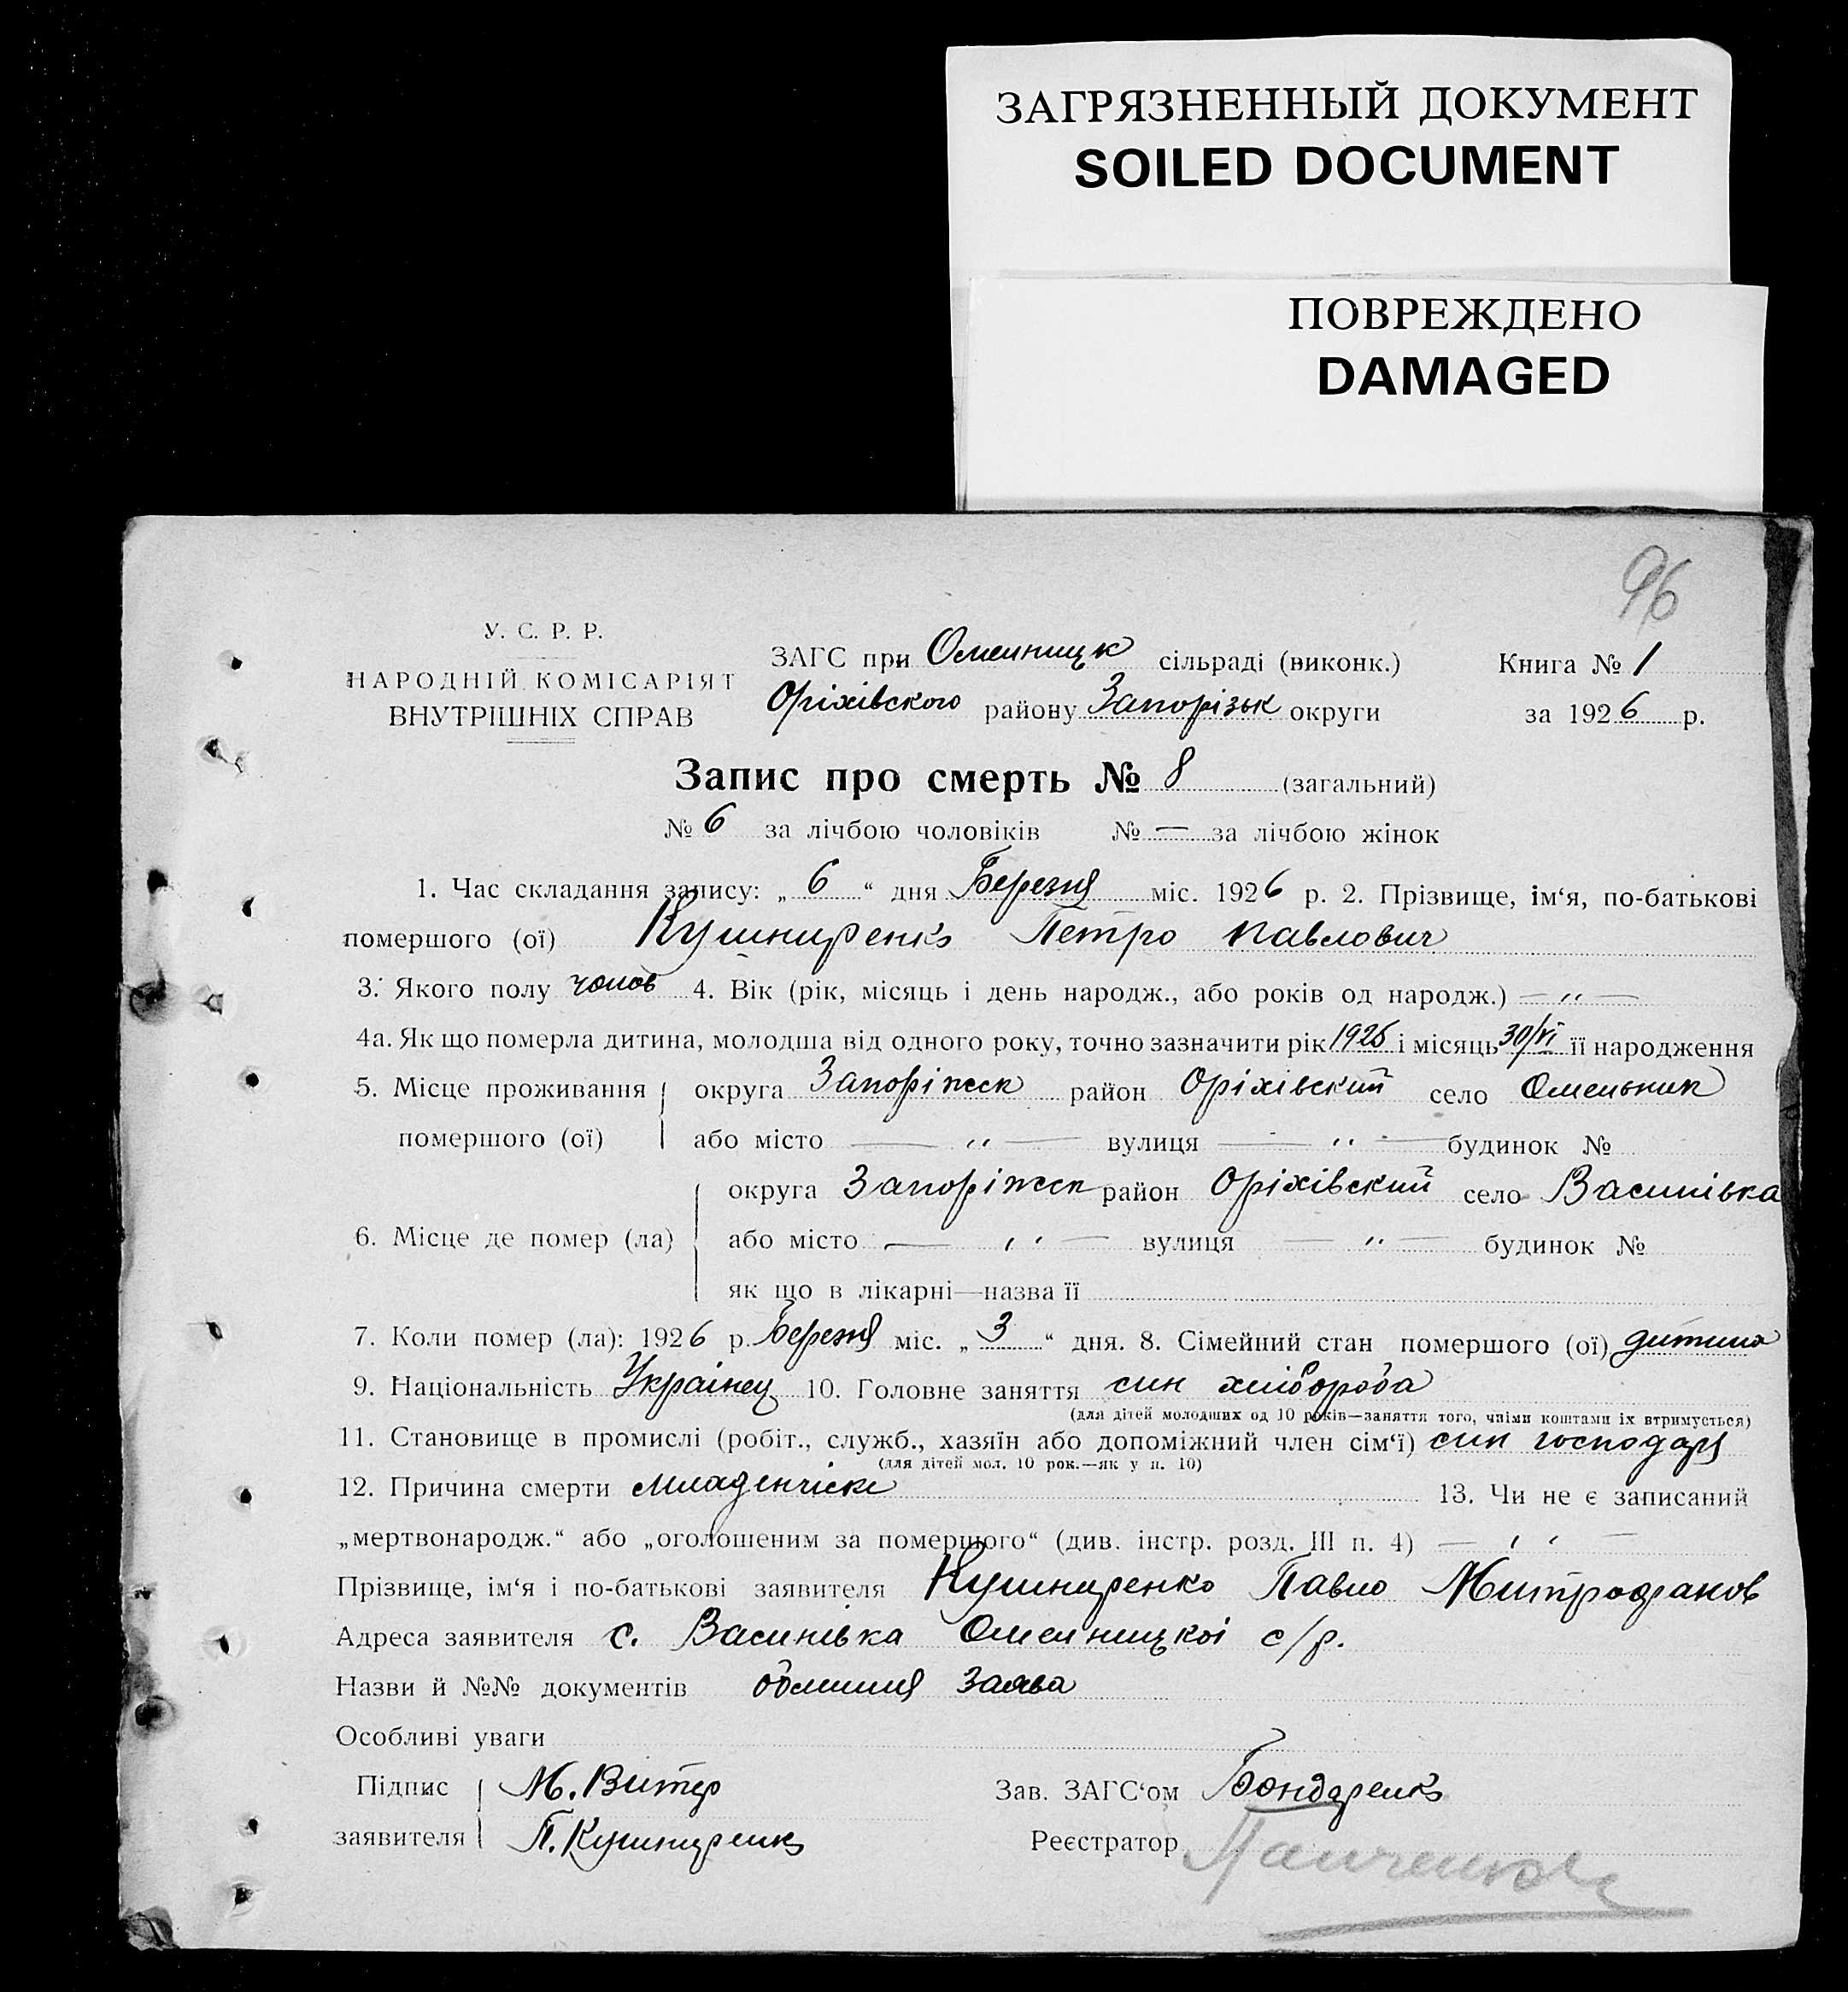 ЗАГРЯЗНЕННЫЙ ДОКУМЕНТ
SOILED DOCUMENT
ПОВРЕЖДЕНО
DAMAGED
96
У. С. Р. Р.
НАРОДНІЙ КОМІСАРІЯТ
ВНУТРІШНІХ СПРАВ
ЗАГС при Омельницьк сільраді (виконк.)
Оріхівского району Запорізьк округи
Книга № 1
за 1926 р.
Запис про смерть № 8 (загальний)
№ 6 за лічбою чоловіків № — за лічбою жінок
1. Час складання запису: „ 6 “ дня Березня міс. 1926 р. 2. Прізвище, ім‘я, по-батькові
помершого (ої) Кушниренко Петро Павлович
3. Якого полу чолов 4. Вік (рік, місяць і день народж., або років од народж.) — „ —
4а. Як що померла дитина, молодша від одного року, точно зазначити рік 1925 і місяць 30/VI її народження
5. Місце проживання округа Запоріжск район Оріхівский село Омельник
помершого (ої) або місто — „ — вулиця — „ — будинок №
округа Запоріжск район Оріхівский село Василівка
6. Місце де помер (ла) або місто — „ — вулиця — „ — будинок №
як що в лікарні—назва її
7. Коли помер (ла): 1926 р. Березня міс. „ 3 “ дня. 8. Сімейний стан помершого (ої) дитина
9. Національність Українец 10. Головне заняття син хлібороба
(для дітей молодших од 10 років—заняття того, чиїми коштами їх втримується)
11. Становище в промислі (робіт., служб., хазяїн або допоміжний член сім‘ї) син господаря
(для дітей мол. 10 рок.—як у п. 10)
12. Причина смерти Младенчіске 13. Чи не є записаний
„мертвонародж.“ або „оголошеним за померщого“ (див. інстр. розд. III п. 4) — „ —
Прізвище, ім‘я і по-батькові заявителя Кушниренко Павло Митрофанов
Адреса заявителя с. Василівка Омельницькоі с/р.
Назви й №№ документів заява
Особливі уваги
Підпис М. Витер
заявителя П. Кушниренко
Зав. ЗАГС‘ом Бондаренко
Реєстратор Панченко